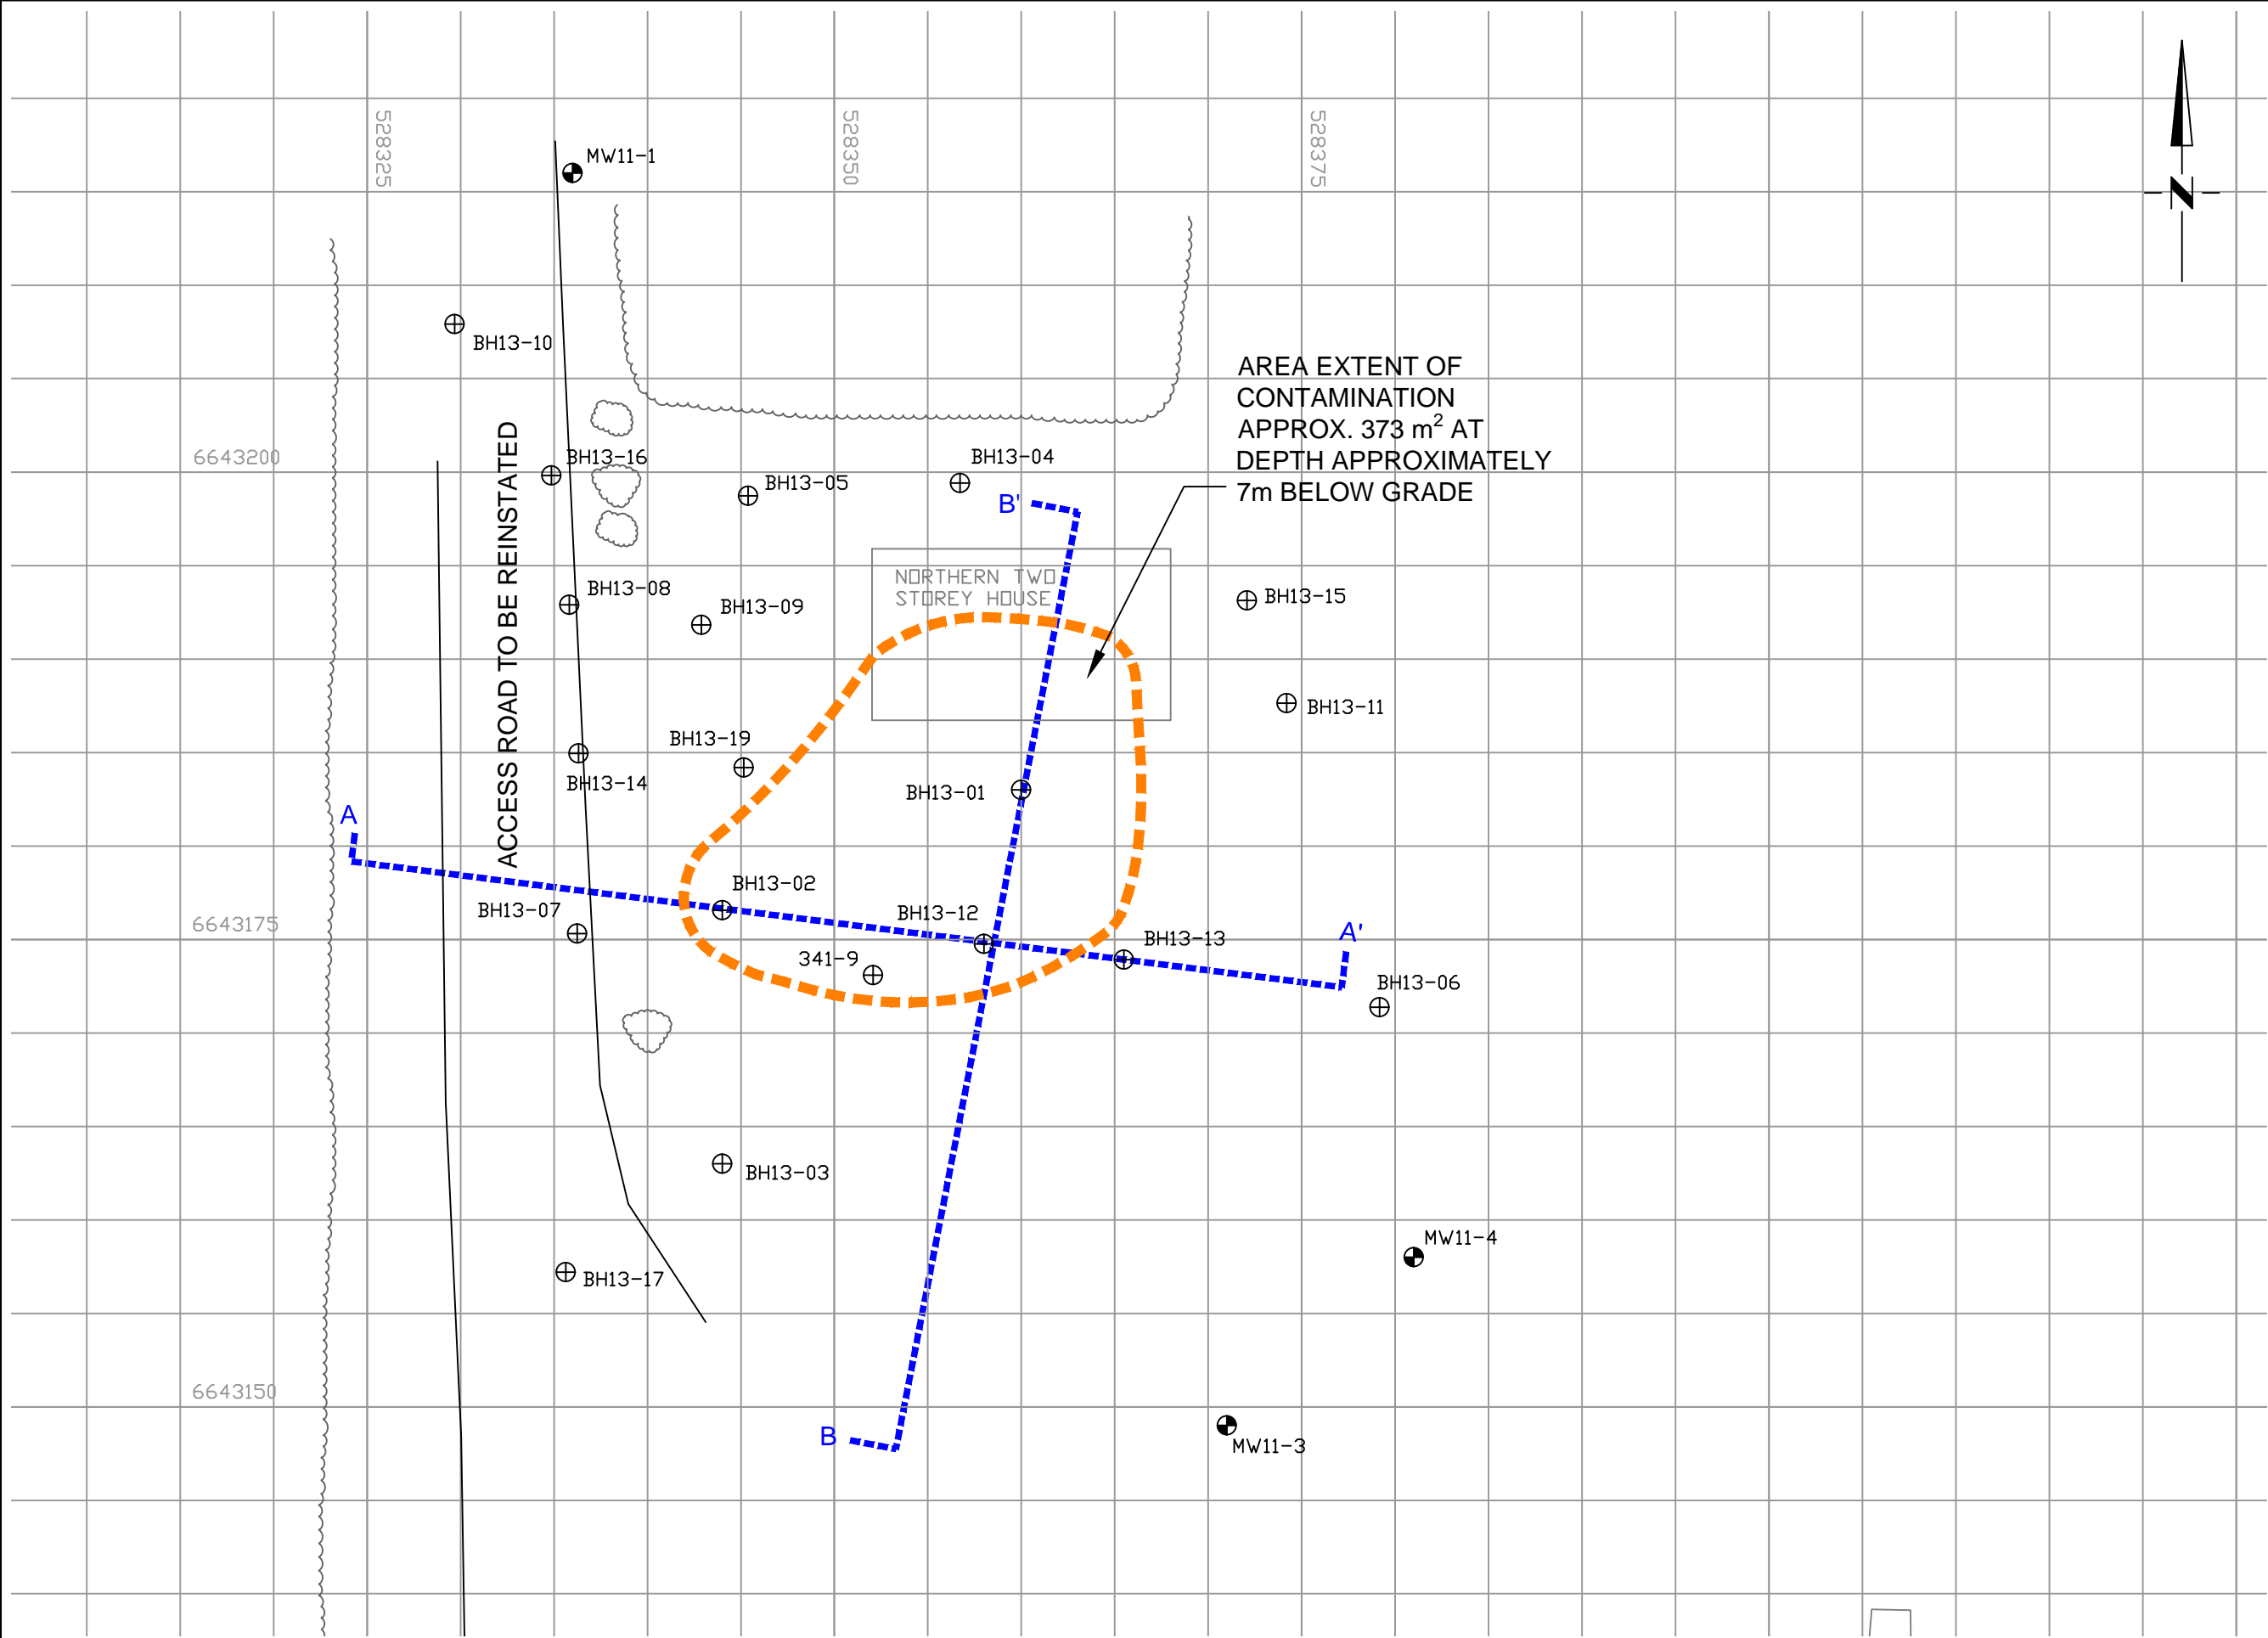 528325
528350
528375
MW11-1
N
BH13-10
AREA EXTENT OF
CONTAMINATION
APPROX. 373 m² AT
DEPTH APPROXIMATELY
7m BELOW GRADE
6643200
BH13-16
BH13-05
BH13-04
B'
ACCESS ROAD TO BE REINSTATED
NORTHERN TWO
STOREY HOUSE
BH13-08
BH13-09
BH13-15
BH13-11
BH13-19
BH13-14
BH13-01
A
BH13-02
BH13-07
BH13-12
6643175
A'
BH13-13
341-9
BH13-06
BH13-03
MW11-4
BH13-17
6643150
B
MW11-3